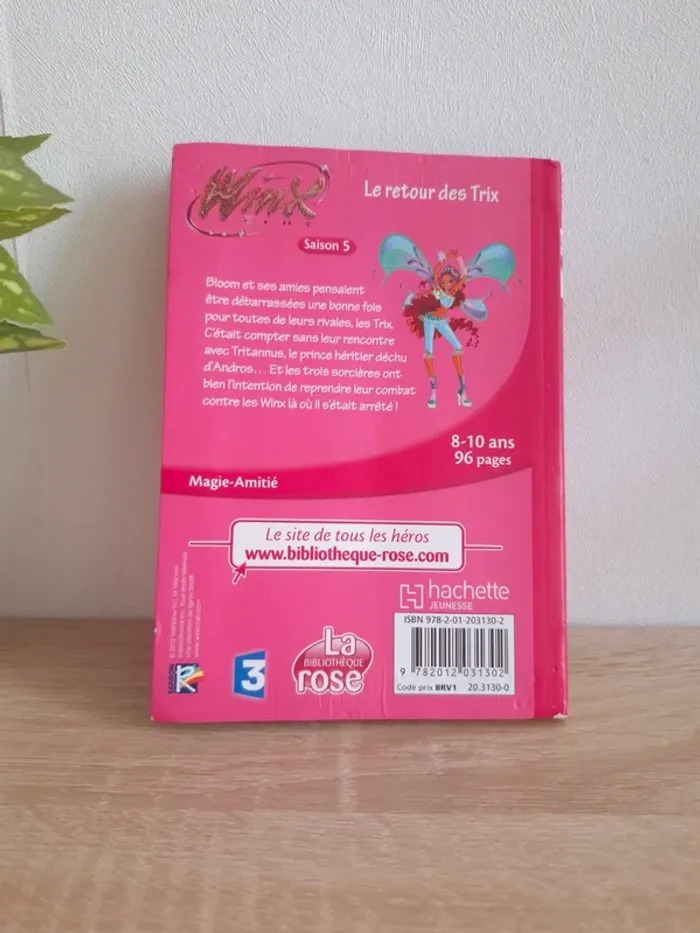 Winx
CLUB
Le retour des Trix
Saison 5
Bloom et ses amies pensaient
être débarrassées une bonne fois
pour toutes de leurs rivales, les Trix.
C'était compter sans leur rencontre
avec Tritannus, le prince héritier déchu
d'Andros... Et les trois sorcières ont
bien l'intention de reprendre leur combat
contre les Winx là où il s'était arrêté !
8-10 ans
96 pages
Magie-Amitié
Le site de tous les héros
www.bibliotheque-rose.com
hachette
JEUNESSE
ISBN 978-2-01-203130-2
9 782012 031302
Code prix BRV1 20.3130-0
La
BIBLIOTHÈQUE
rose
3